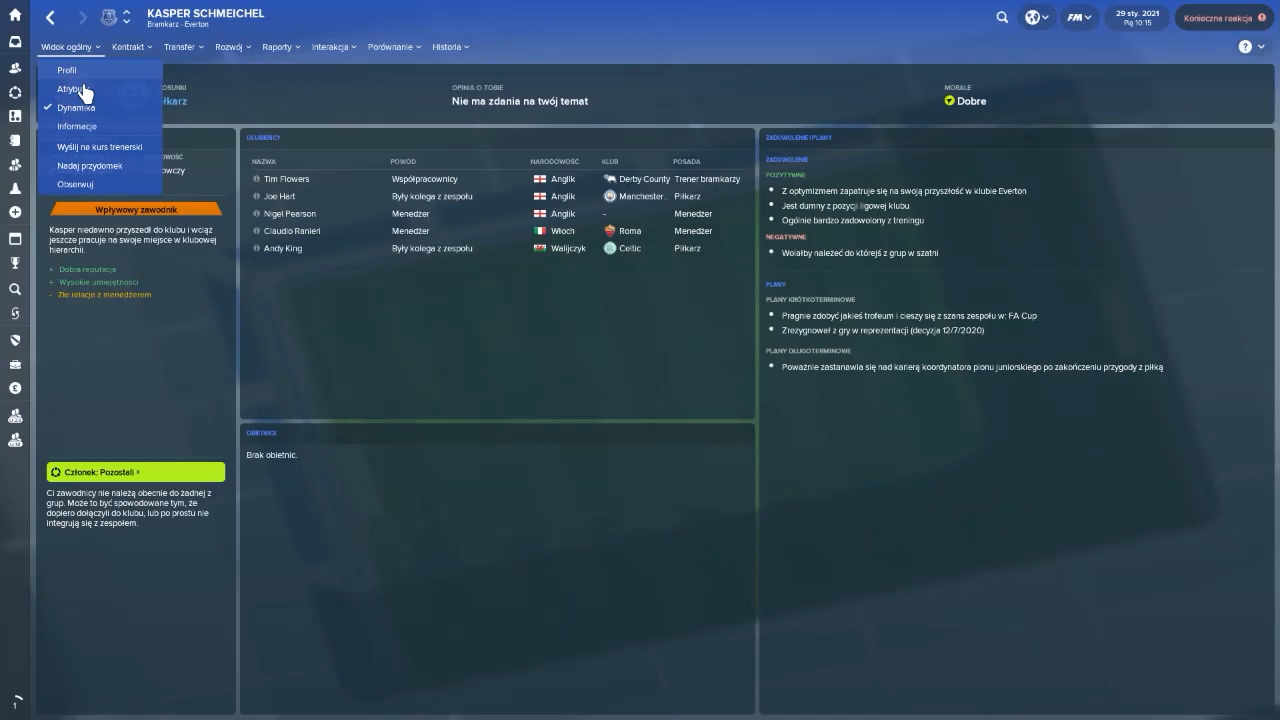 KASPER SCHMEICHEL
Bramkarz - Everton
29 sty. 2021
Pią 10:15
Konieczna reakcja
FM
Widok ogólny
Kontrakt
Transfer
Rozwój
Raporty
Interakcja
Porównanie
Historia
Profil
Dynamika
Informacje
Wyślij na kurs trenerski
Nadaj przydomek
Obserwuj
OPINIA O TOBIE
Nie ma zdania na twój temat
MORALE
Dobre
Wpływowy zawodnik
Kasper niedawno przyszedł do klubu i wciąż
jeszcze pracuje na swoje miejsce w klubowej
hierarchii.
+ Dobra reputacja
+ Wysokie umiejętności
- Złe relacje z menedżerem
Członek: Pozostali >
Ci zawodnicy nie należą obecnie do żadnej z
grup. Może to być spowodowane tym, że
dopiero dołączyli do klubu, lub po prostu nie
integrują się z zespołem.
ULUBIEŃCY
NAZWA POWÓD NARODOWOŚĆ KLUB POSADA
Tim Flowers Współpracownicy Anglik Derby County Trener bramkarzy
Joe Hart Były kolega z zespołu Anglik Manchester... Piłkarz
Nigel Pearson Menedżer Anglik - Menedżer
Claudio Ranieri Menedżer Włoch Roma Menedżer
Andy King Były kolega z zespołu Walijczyk Celtic Piłkarz
OBIETNICE
Brak obietnic.
ZADOWOLENIE I PLANY
ZADOWOLENIE
POZYTYWNE
Z optymizmem zapatruje się na swoją przyszłość w klubie Everton
Jest dumny z pozycji ligowej klubu
Ogólnie bardzo zadowolony z treningu
NEGATYWNE
Wolałby należeć do którejś z grup w szatni
PLANY
PLANY KRÓTKOTERMINOWE
Pragnie zdobyć jakieś trofeum i cieszy się z szans zespołu w: FA Cup
Zrezygnował z gry w reprezentacji (decyzja 12/7/2020)
PLANY DŁUGOTERMINOWE
Poważnie zastanawia się nad karierą koordynatora pionu juniorskiego po zakończeniu przygody z piłką
1